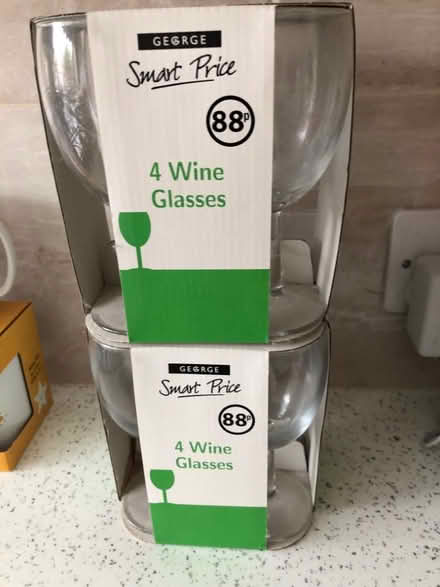 GEORGE
Smart Price
88p
4 Wine
Glasses
GEORGE
Smart Price
88p
4 Wine
Glasses